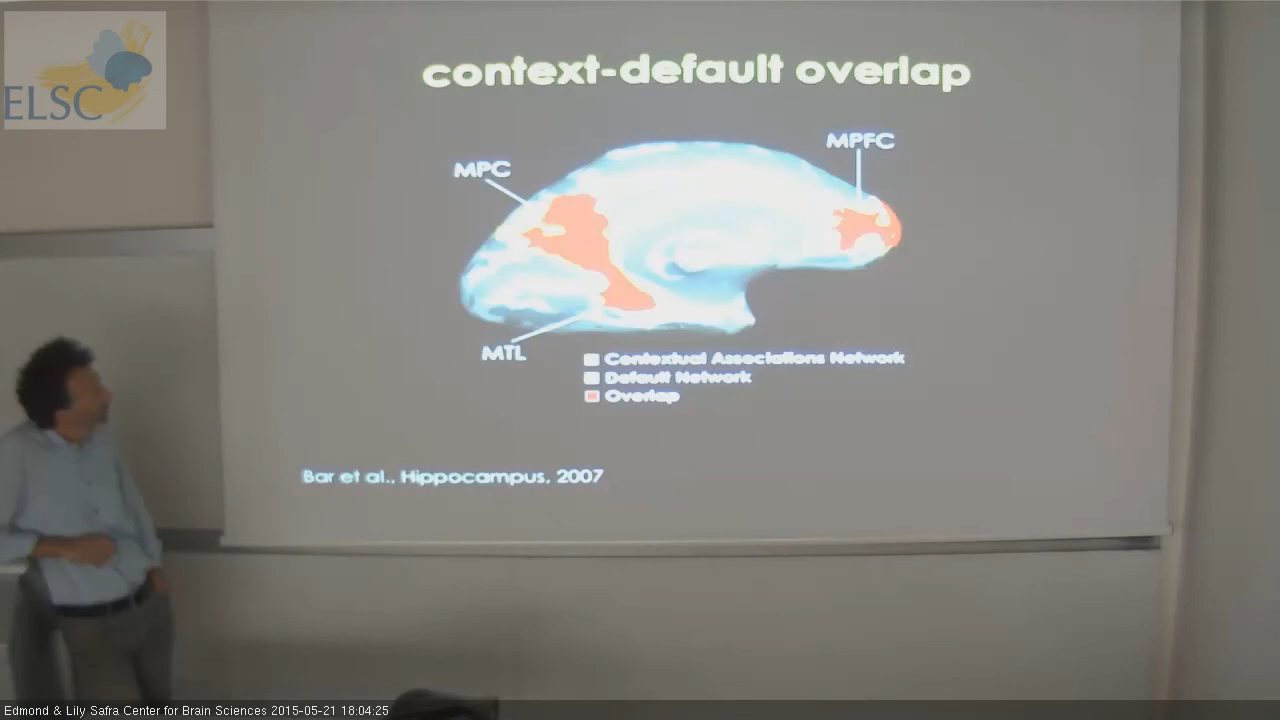 ELSC
context-default overlap
MPFC
MPC
MTL
Contextual Associations Network
Default Network
Overlap
Bar et al., Hippocampus, 2007
Edmond & Lily Safra Center for Brain Sciences 2015-05-21 18:04:25